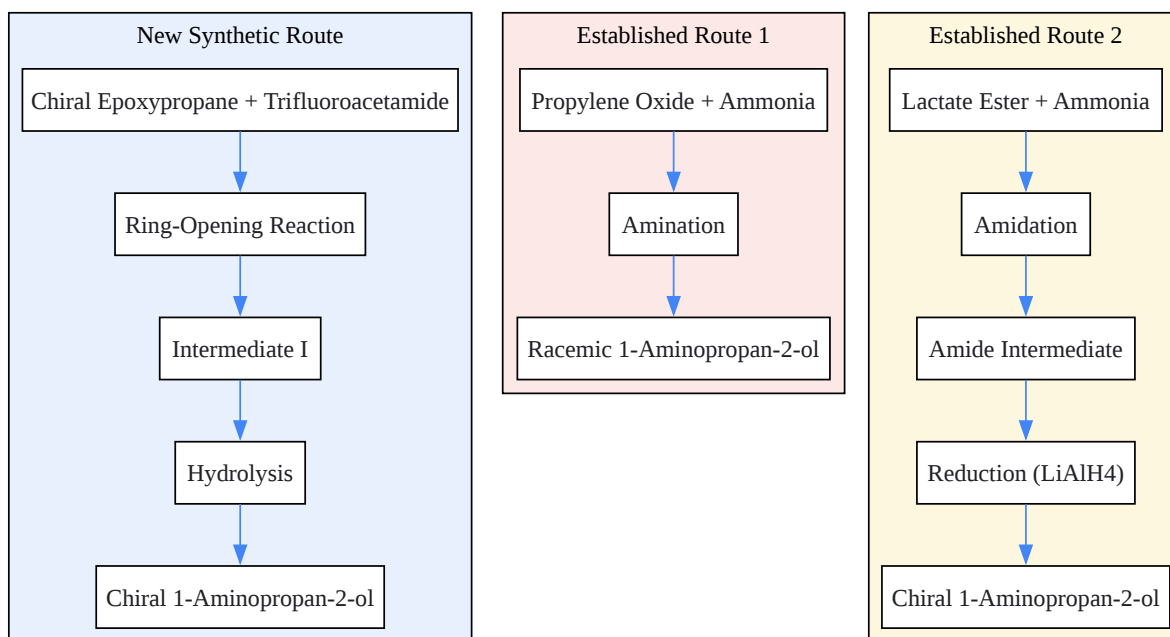 New Synthetic Route
Chiral Epoxypropane + Trifluoroacetamide
Ring-Opening Reaction
Intermediate I
Hydrolysis
Chiral 1-Aminopropan-2-ol
Established Route 1
Propylene Oxide + Ammonia
Amination
Racemic 1-Aminopropan-2-ol
Established Route 2
Lactate Ester + Ammonia
Amidation
Amide Intermediate
Reduction (LiAlH4)
Chiral 1-Aminopropan-2-ol